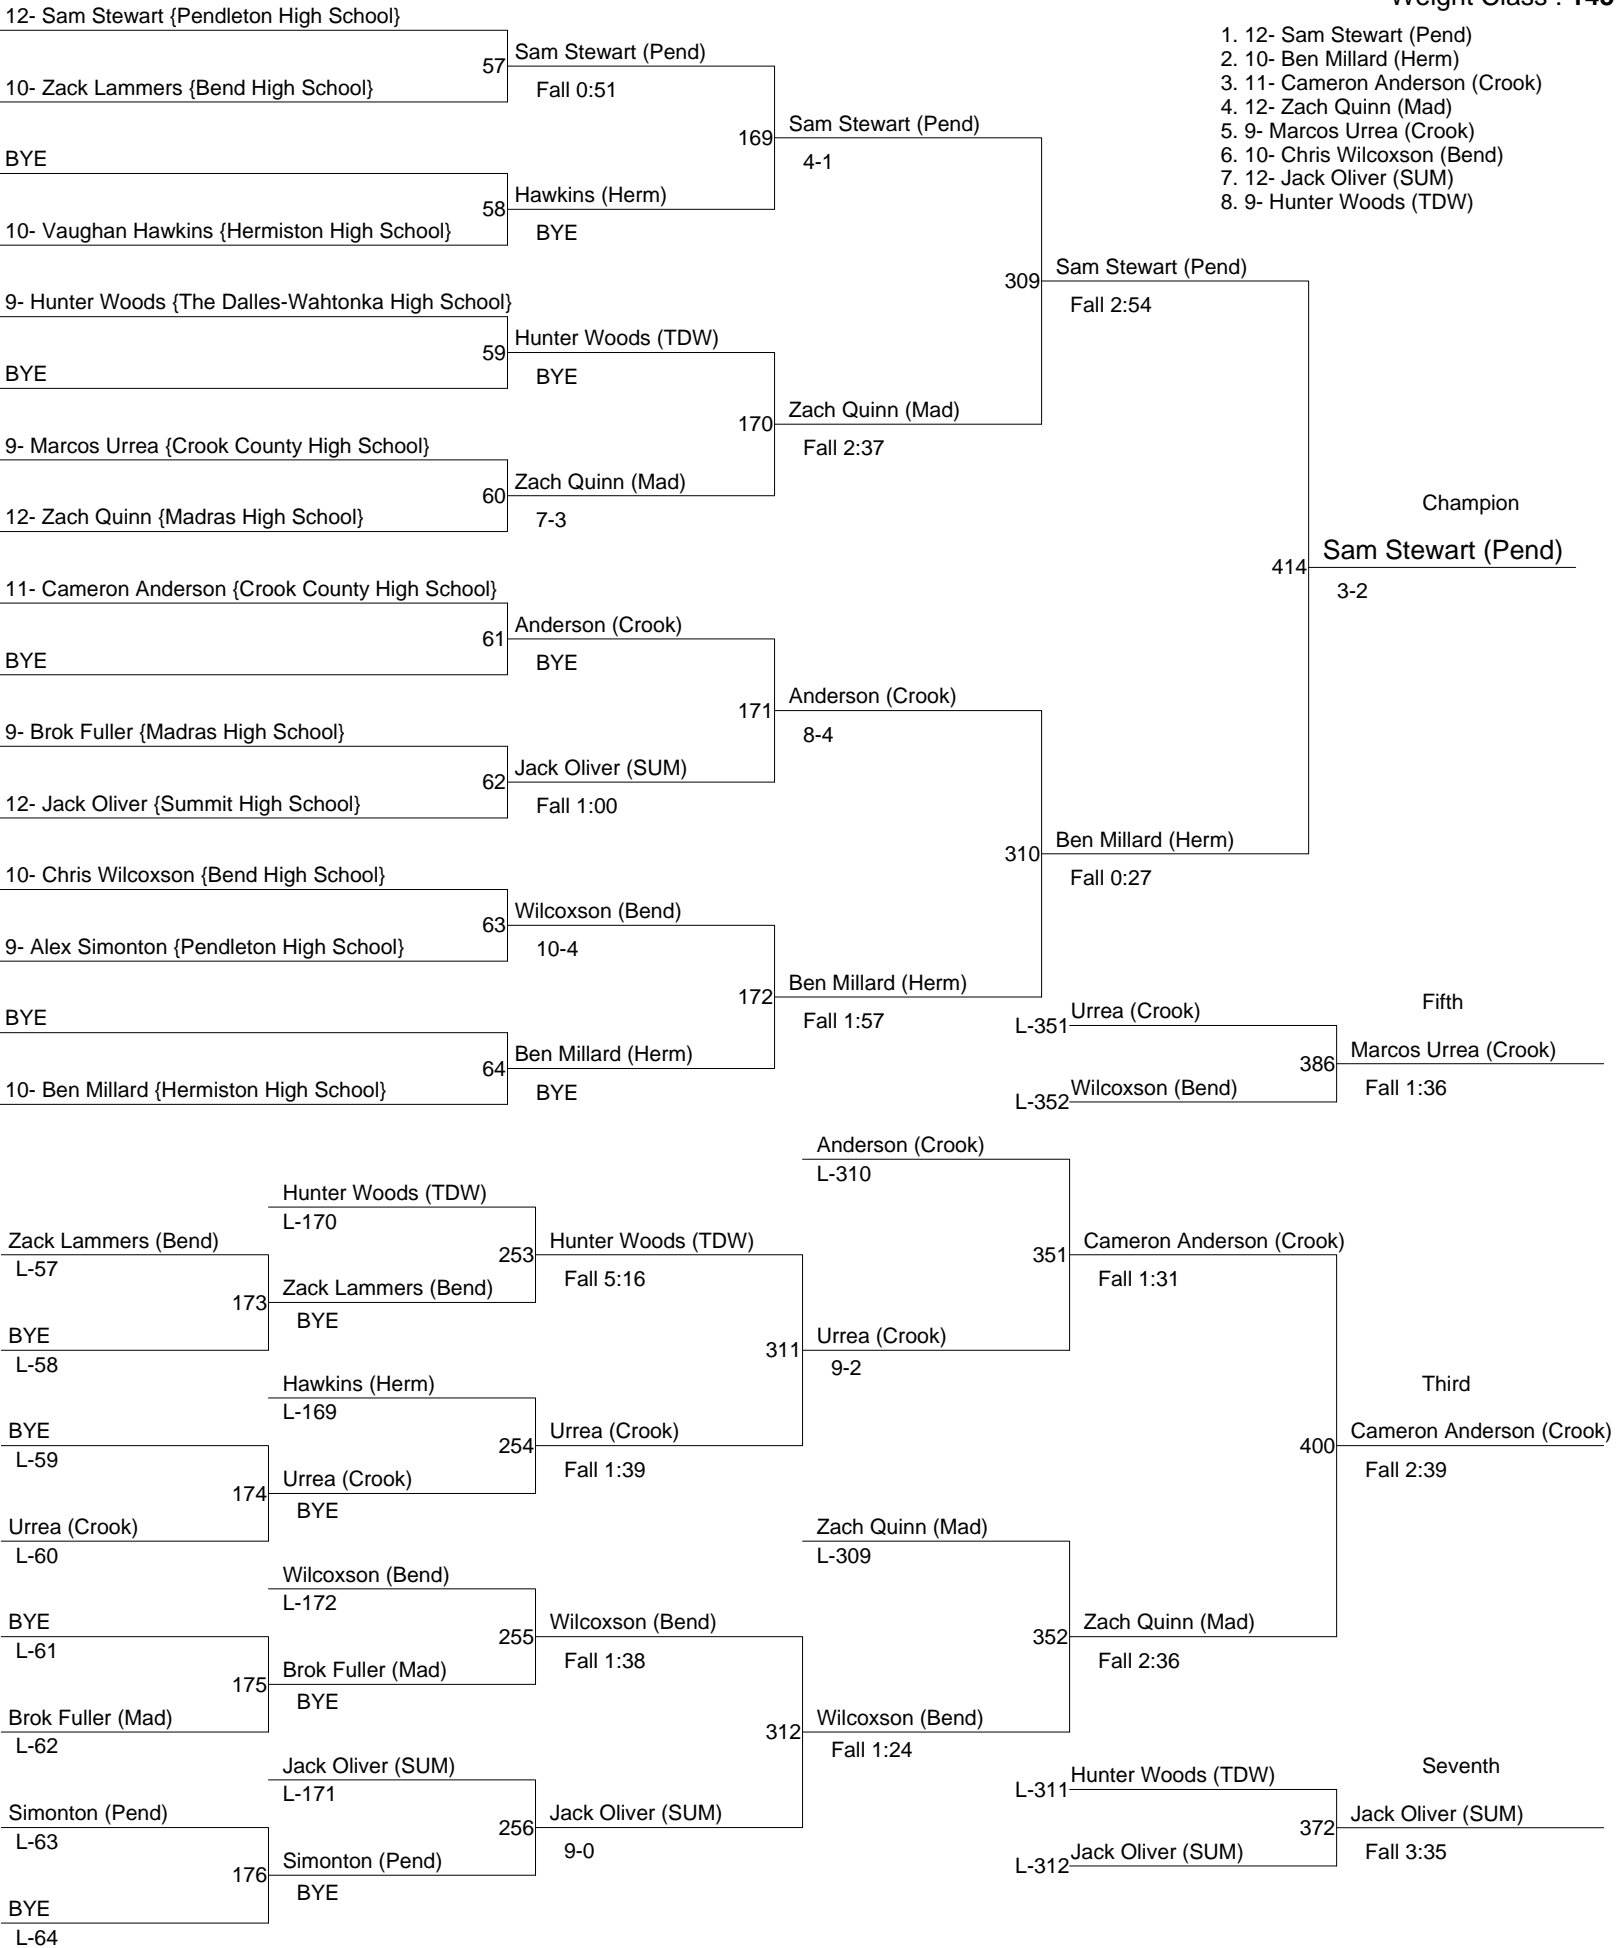 Weight Class :
1. 12- Sam Stewart (Pend)
2. 10- Ben Millard (Herm)
3. 11- Cameron Anderson (Crook)
4. 12- Zach Quinn (Mad)
5. 9- Marcos Urrea (Crook)
6. 10- Chris Wilcoxson (Bend)
7. 12- Jack Oliver (SUM)
8. 9- Hunter Woods (TDW)
12- Sam Stewart {Pendleton High School}
57
10- Zack Lammers {Bend High School}
Sam Stewart (Pend)
Fall 0:51
BYE
58
10- Vaughan Hawkins {Hermiston High School}
Hawkins (Herm)
BYE
169
Sam Stewart (Pend)
4-1
9- Hunter Woods {The Dalles-Wahtonka High School}
59
BYE
Hunter Woods (TDW)
BYE
9- Marcos Urrea {Crook County High School}
60
12- Zach Quinn {Madras High School}
Zach Quinn (Mad)
7-3
170
Zach Quinn (Mad)
Fall 2:37
309
Sam Stewart (Pend)
Fall 2:54
11- Cameron Anderson {Crook County High School}
61
BYE
Anderson (Crook)
BYE
9- Brok Fuller {Madras High School}
62
12- Jack Oliver {Summit High School}
Jack Oliver (SUM)
Fall 1:00
171
Anderson (Crook)
8-4
10- Chris Wilcoxson {Bend High School}
63
9- Alex Simonton {Pendleton High School}
Wilcoxson (Bend)
10-4
BYE
64
10- Ben Millard {Hermiston High School}
Ben Millard (Herm)
BYE
172
Ben Millard (Herm)
Fall 1:57
310
Ben Millard (Herm)
Fall 0:27
Champion
414
Sam Stewart (Pend)
3-2
Fifth
L-351
Urrea (Crook)
L-352
Wilcoxson (Bend)
386
Marcos Urrea (Crook)
Fall 1:36
Zack Lammers (Bend)
L-57
173
BYE
L-58
Hunter Woods (TDW)
L-170
253
Zack Lammers (Bend)
BYE
Hunter Woods (TDW)
Fall 5:16
BYE
L-59
174
Urrea (Crook)
L-60
Hawkins (Herm)
L-169
254
Urrea (Crook)
BYE
Urrea (Crook)
Fall 1:39
311
Anderson (Crook)
L-310
351
Urrea (Crook)
9-2
Cameron Anderson (Crook)
Fall 1:31
BYE
L-61
175
Brok Fuller (Mad)
L-62
Wilcoxson (Bend)
L-172
255
Brok Fuller (Mad)
BYE
Wilcoxson (Bend)
Fall 1:38
Simonton (Pend)
L-63
176
BYE
L-64
Jack Oliver (SUM)
L-171
256
Simonton (Pend)
BYE
Jack Oliver (SUM)
9-0
312
Zach Quinn (Mad)
L-309
352
Wilcoxson (Bend)
Fall 1:24
Zach Quinn (Mad)
Fall 2:36
Third
400
Cameron Anderson (Crook)
Fall 2:39
Seventh
L-311
Hunter Woods (TDW)
L-312
Jack Oliver (SUM)
372
Jack Oliver (SUM)
Fall 3:35